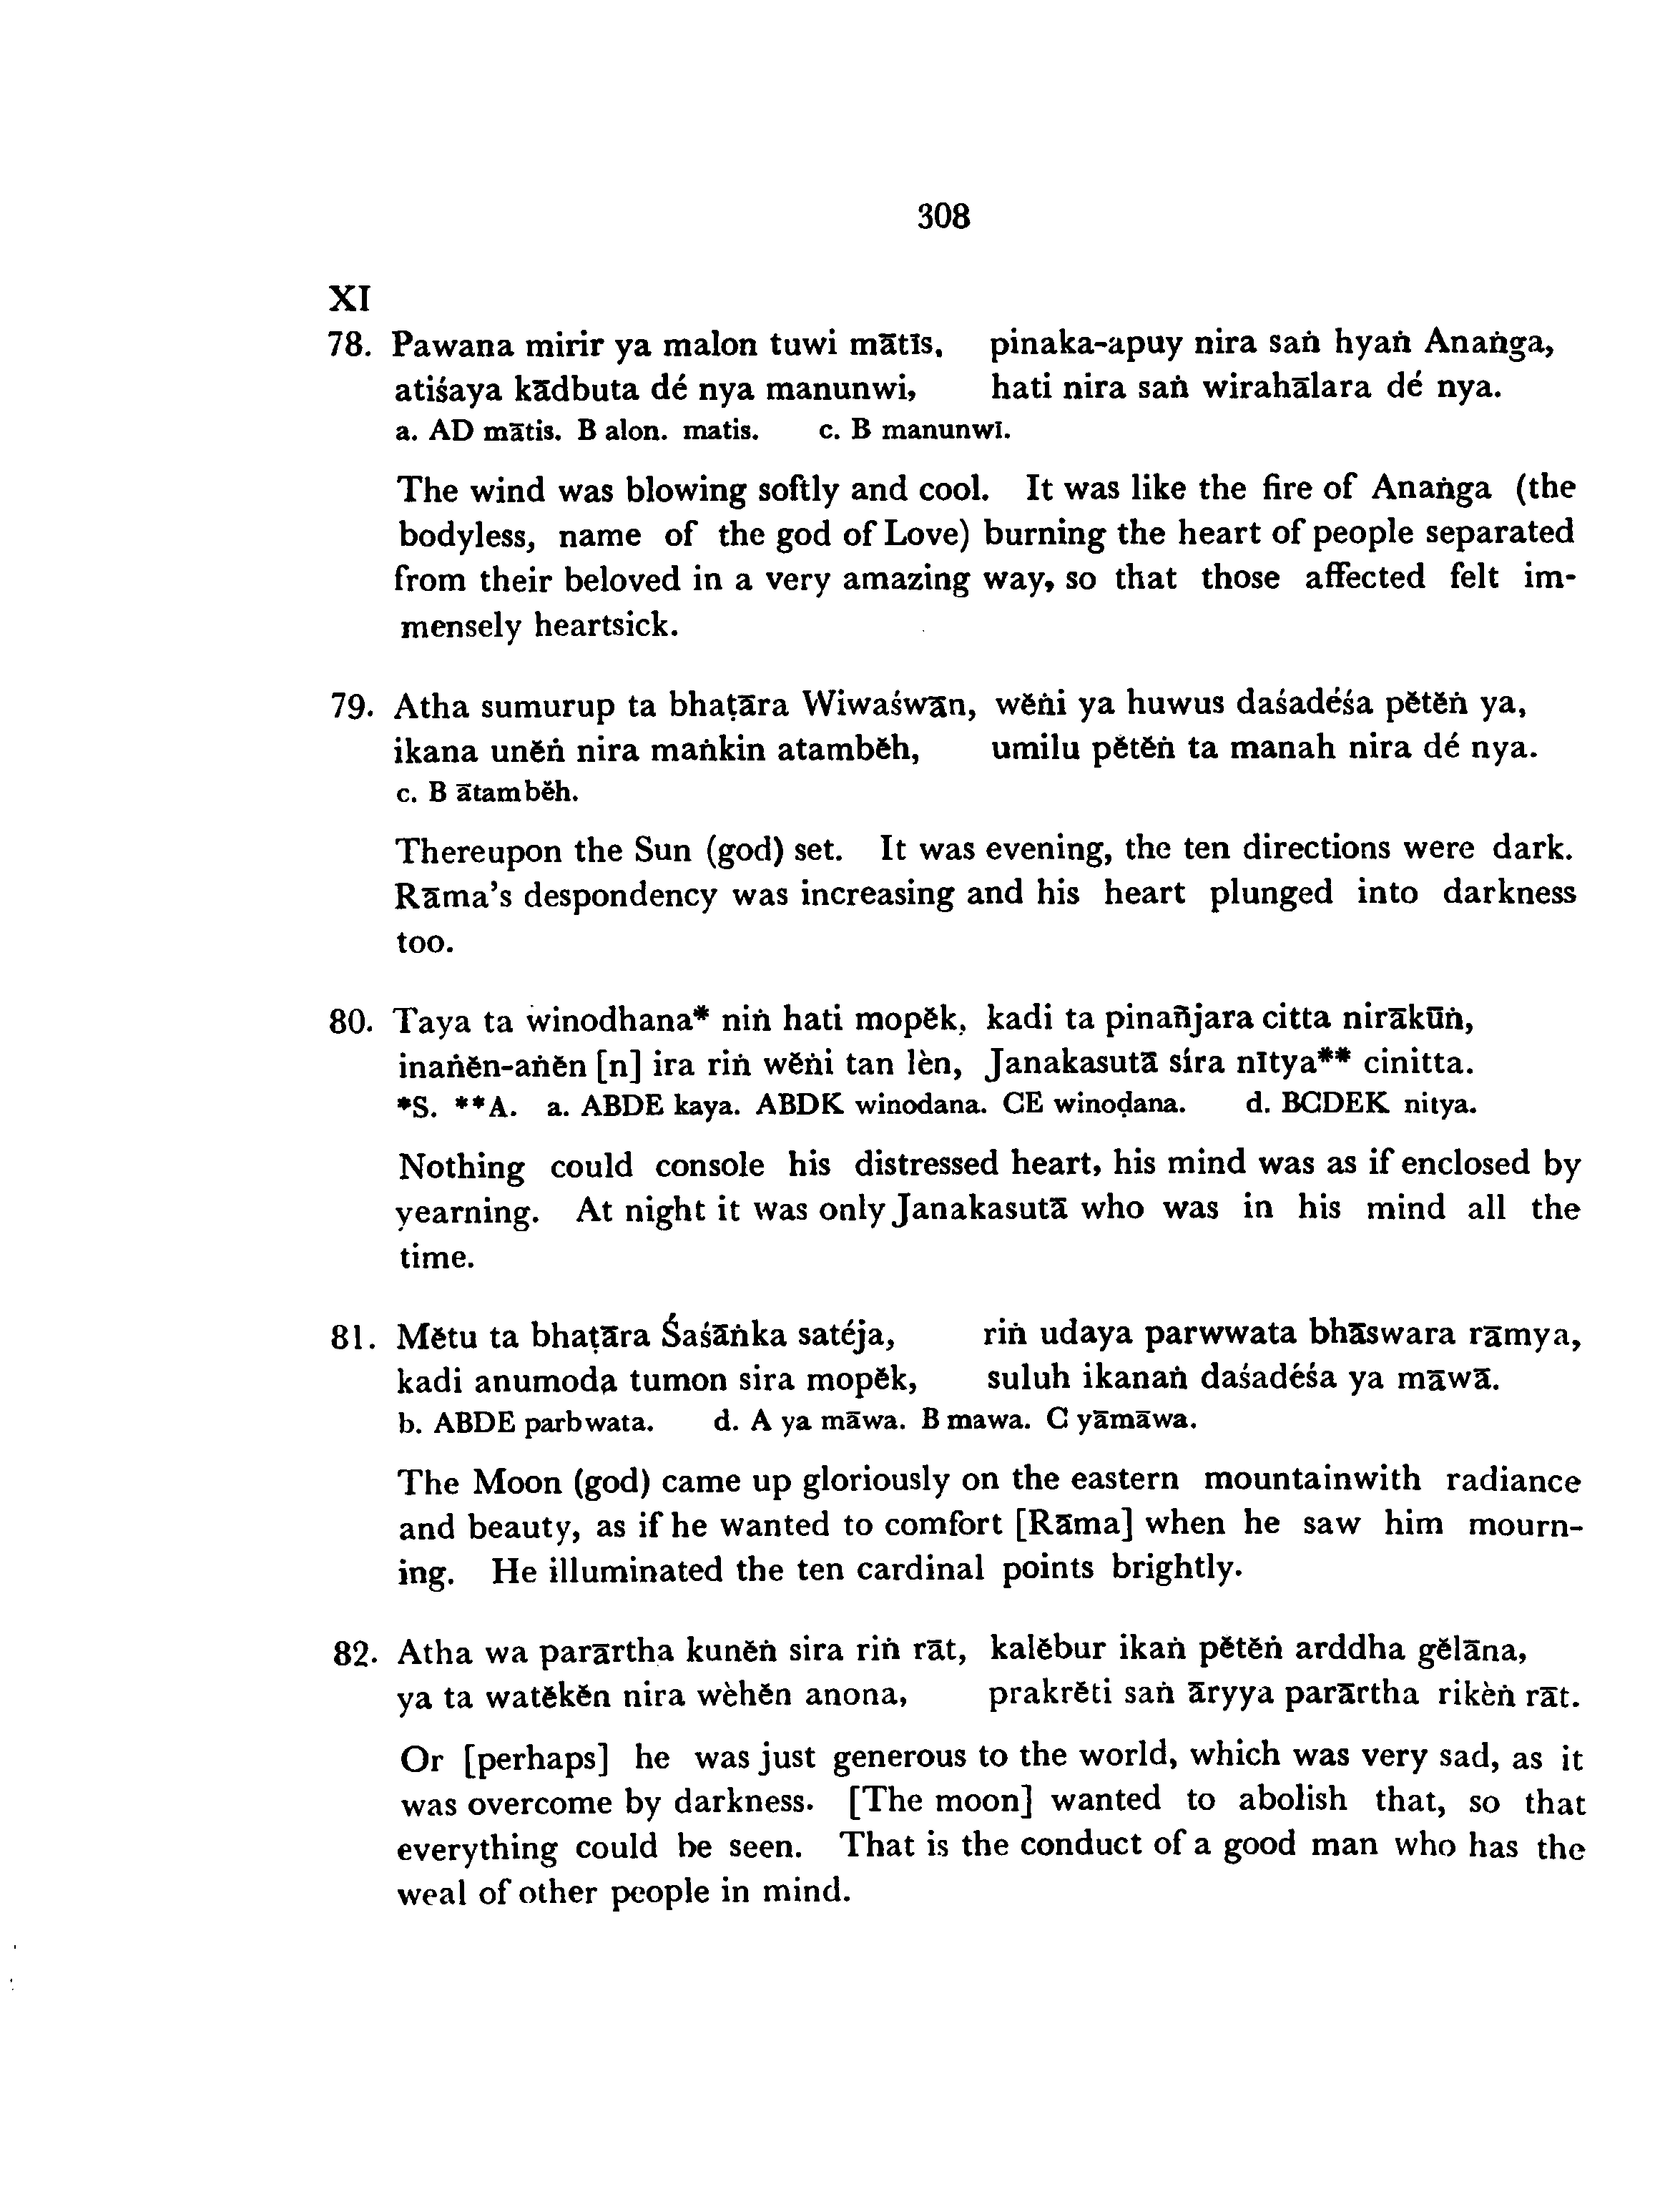 308
XI
78. Pawana mirir ya malon tuwi mātīs, pinaka-apuy nira saṅ hyaṅ Anaṅga,
atiśaya kādbuta dé nya manunwi, hati nira saṅ wirahālara dé nya.
a. AD mātis. B alon. matis. c. B manunwī.
The wind was blowing softly and cool. It was like the fire of Anaṅga (the
bodyless, name of the god of Love) burning the heart of people separated
from their beloved in a very amazing way, so that those affected felt im-
mensely heartsick.
79. Atha sumurup ta bhaṭāra Wiwaśwān, wĕṅi ya huwus daśadéśa pĕtĕṅ ya,
ikana unĕṅ nira maṅkin atambĕh, umilu pĕtĕṅ ta manah nira dé nya.
c. B ātambĕh.
Thereupon the Sun (god) set. It was evening, the ten directions were dark.
Rāma's despondency was increasing and his heart plunged into darkness
too.
80. Taya ta winodhana* niṅ hati mopĕk, kadi ta pinañjara citta nirākūṅ,
inaṅĕn-aṅĕn [n] ira riṅ wĕṅi tan lèn, Janakasutā sira nītya** cinitta.
*S. **A. a. ABDE kaya. ABDK winodana. CE winoḍana. d. BCDEK nitya.
Nothing could console his distressed heart, his mind was as if enclosed by
yearning. At night it was only Janakasutā who was in his mind all the
time.
81. Mĕtu ta bhaṭāra Śaśāṅka satéja, riṅ udaya parwwata bhāswara rāmya,
kadi anumoda tumon sira mopĕk, suluh ikanaṅ daśadéśa ya māwā.
b. ABDE parbwata. d. A ya māwa. B mawa. C yāmāwa.
The Moon (god) came up gloriously on the eastern mountainwith radiance
and beauty, as if he wanted to comfort [Rāma] when he saw him mourn-
ing. He illuminated the ten cardinal points brightly.
82. Atha wa parārtha kunĕṅ sira riṅ rāt, kalĕbur ikaṅ pĕtĕṅ arddha gĕlāna,
ya ta watĕkĕn nira wèhĕn anona, prakrĕti saṅ āryya parārtha rikèṅ rāt.
Or [perhaps] he was just generous to the world, which was very sad, as it
was overcome by darkness. [The moon] wanted to abolish that, so that
everything could be seen. That is the conduct of a good man who has the
weal of other people in mind.